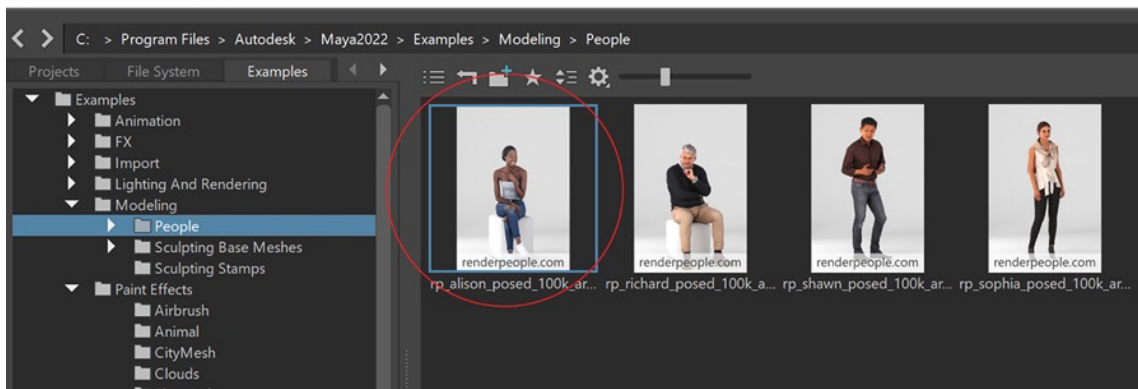 C: > Program Files > Autodesk > Maya2022 > Examples > Modeling > People
Projects File System Examples
Examples
Animation
FX
Import
Lighting And Rendering
Modeling
People
Sculpting Base Meshes
Sculpting Stamps
Paint Effects
Airbrush
Animal
CityMesh
Clouds
renderpeople.com renderpeople.com renderpeople.com renderpeople.com
rp_alison_posed_100k_ar... rp_richard_posed_100k_a... rp_shawn_posed_100k_ar... rp_sophia_posed_100k_ar...